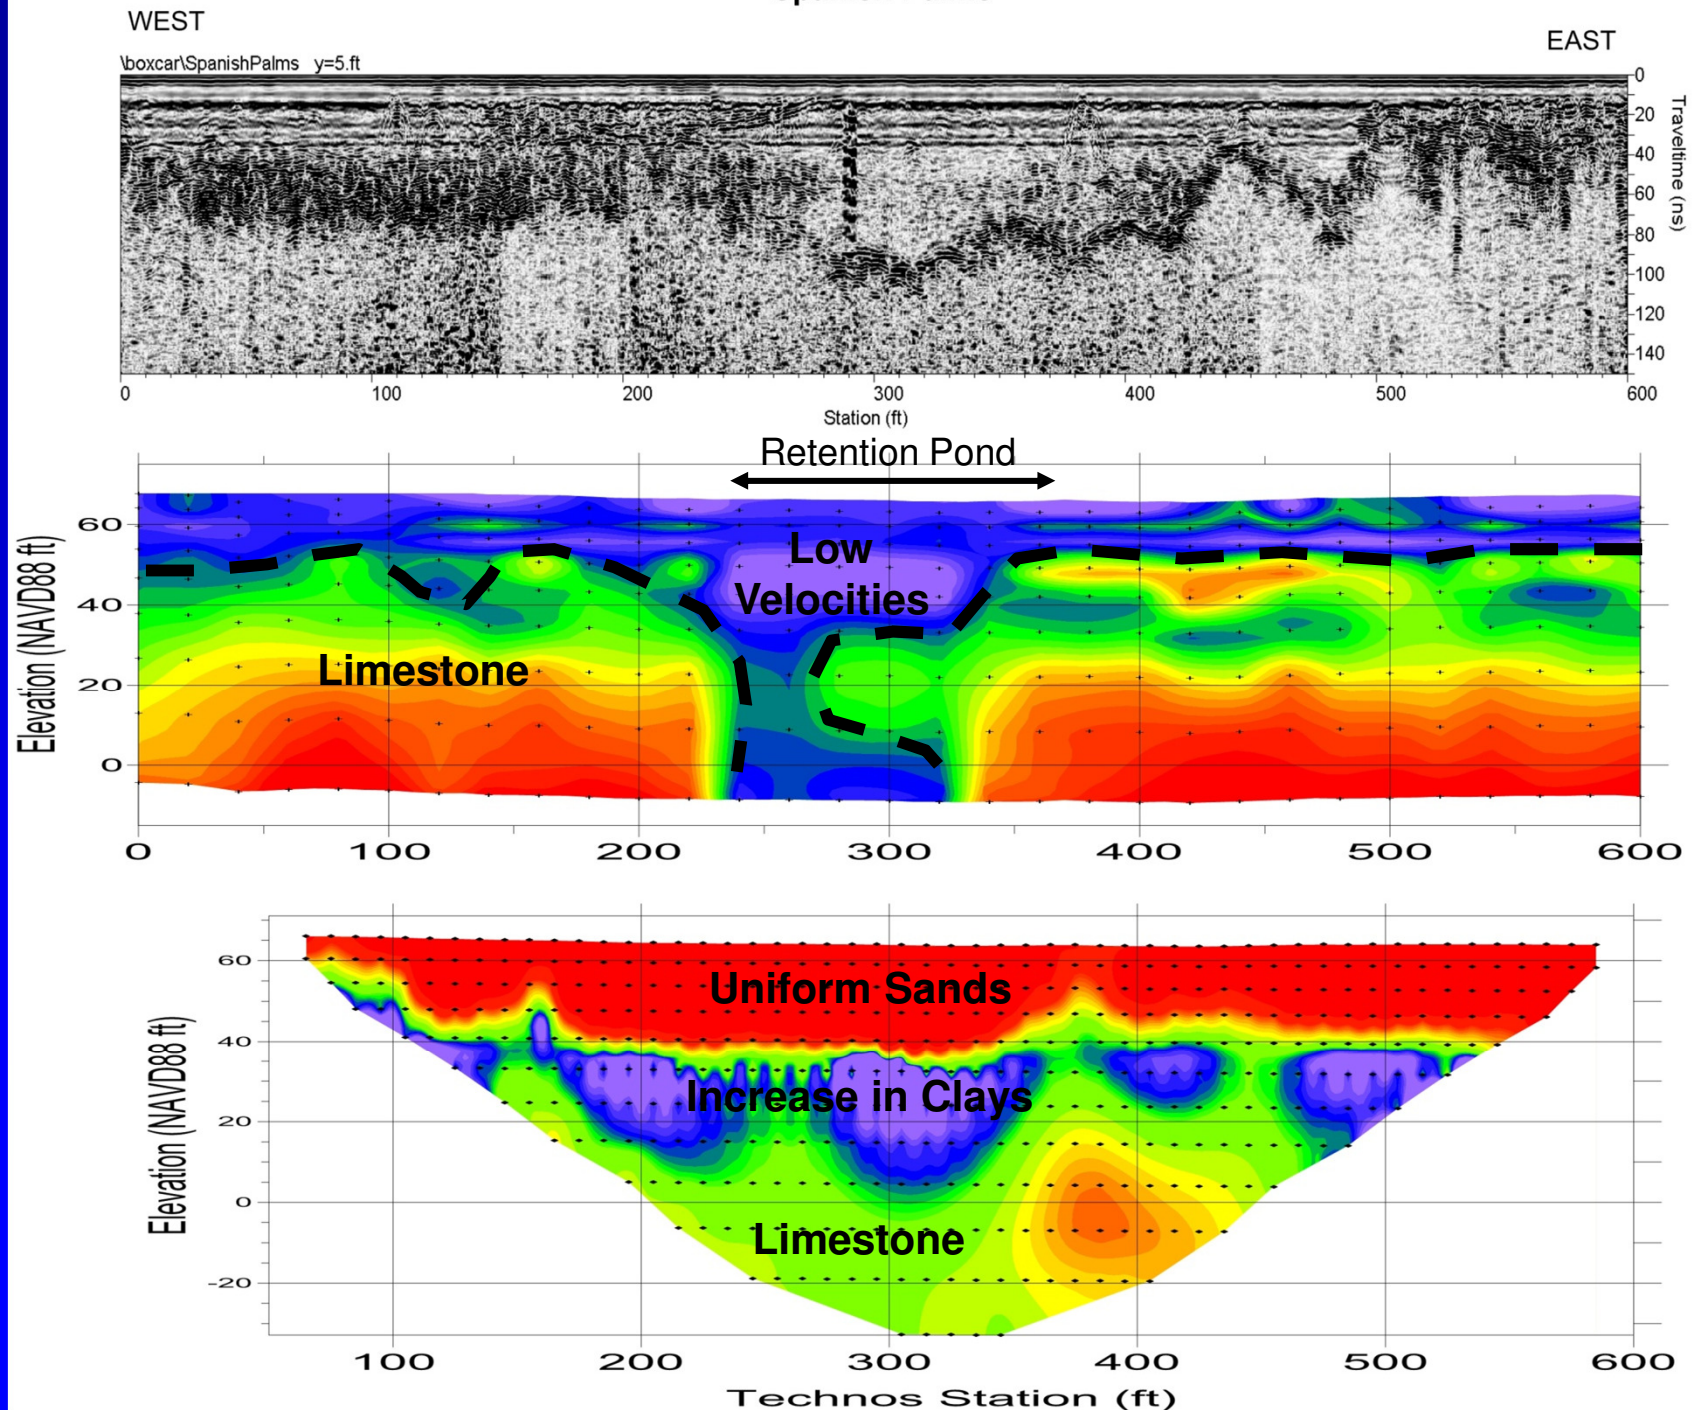 WEST
EAST
\boxcar\SpanishPalms y=5.ft
0
20
40
60
80
100
120
140
Traveltime (ns)
0 100 200 300 400 500 600
Station (ft)
Retention Pond
60
40
20
0
Elevation (NAVD88 ft)
Low
Velocities
Limestone
0 100 200 300 400 500 600
60
40
20
0
-20
Elevation (NAVD88 ft)
Uniform Sands
Increase in Clays
Limestone
100 200 300 400 500 600
Technos Station (ft)